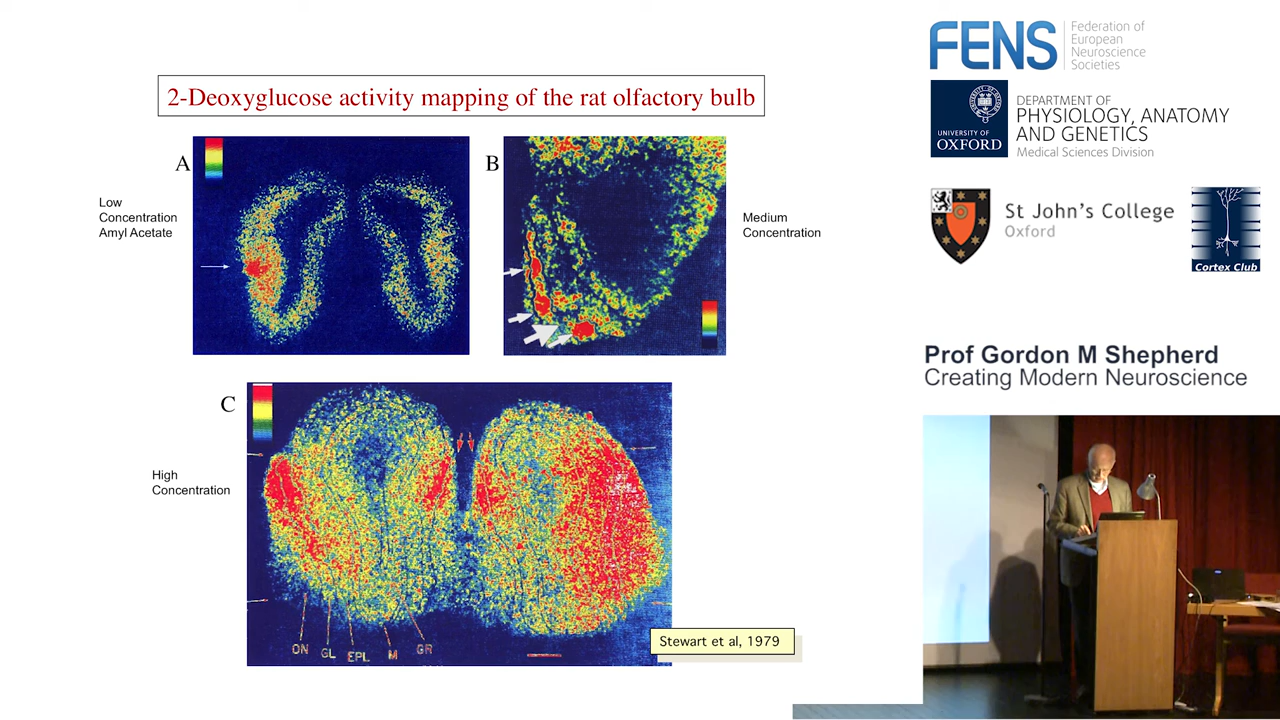 2-Deoxyglucose activity mapping of the rat olfactory bulb
A
B
Low
Concentration
Amyl Acetate
Medium
Concentration
C
High
Concentration
ON
GL
EPL
M
GR
Stewart et al, 1979
FENS
Federation of
European
Neuroscience
Societies
UNIVERSITY OF
OXFORD
DEPARTMENT OF
PHYSIOLOGY, ANATOMY
AND GENETICS
Medical Sciences Division
St John's College
Oxford
Cortex Club
Prof Gordon M Shepherd
Creating Modern Neuroscience